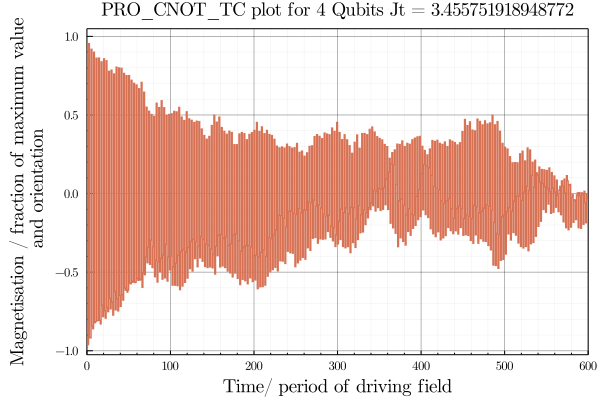 PRO_CNOT_TC plot for 4 Qubits Jt = 3.455751918948772
Magnetisation / fraction of maximum value
and orientation
1.0
0.5
0.0
−0.5
−1.0
0 100 200 300 400 500 600
Time/ period of driving field